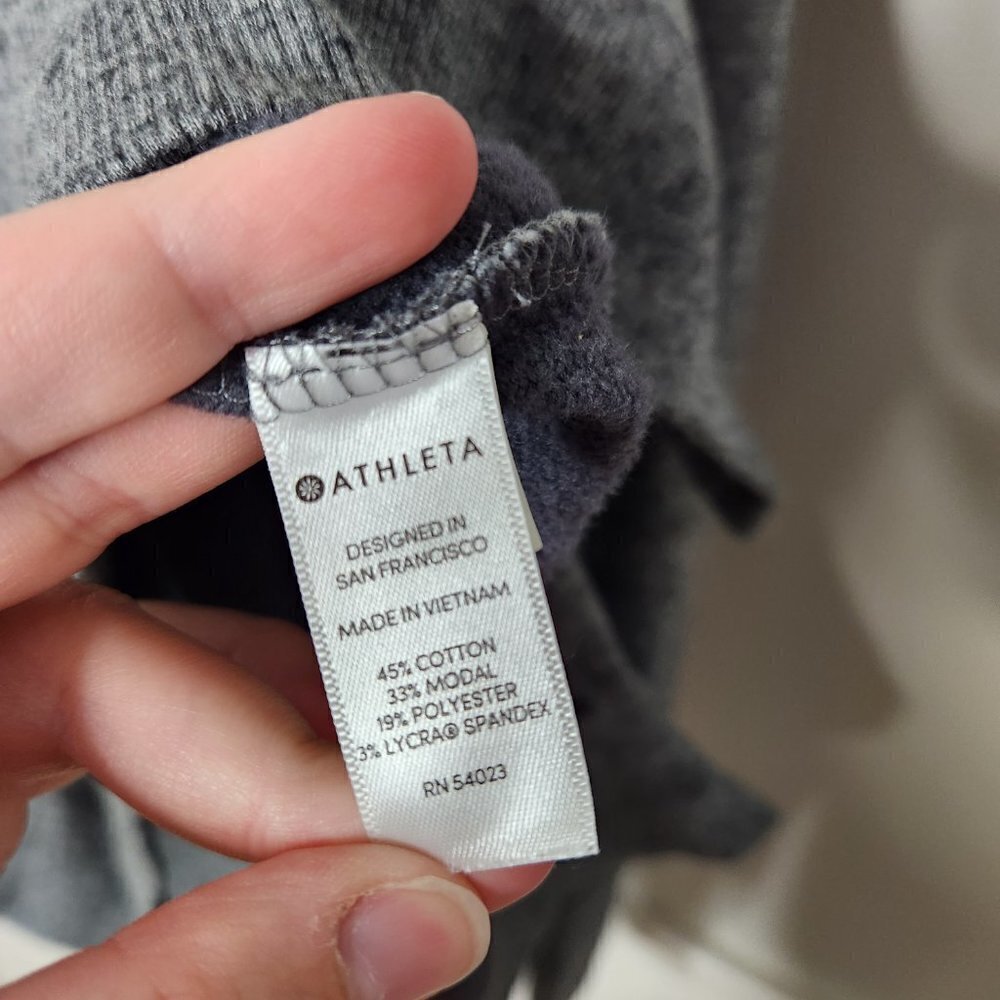 ATHLETA
DESIGNED IN
SAN FRANCISCO
MADE IN VIETNAM
45% COTTON
33% MODAL
19% POLYESTER
3% LYCRA® SPANDEX
RN 54023